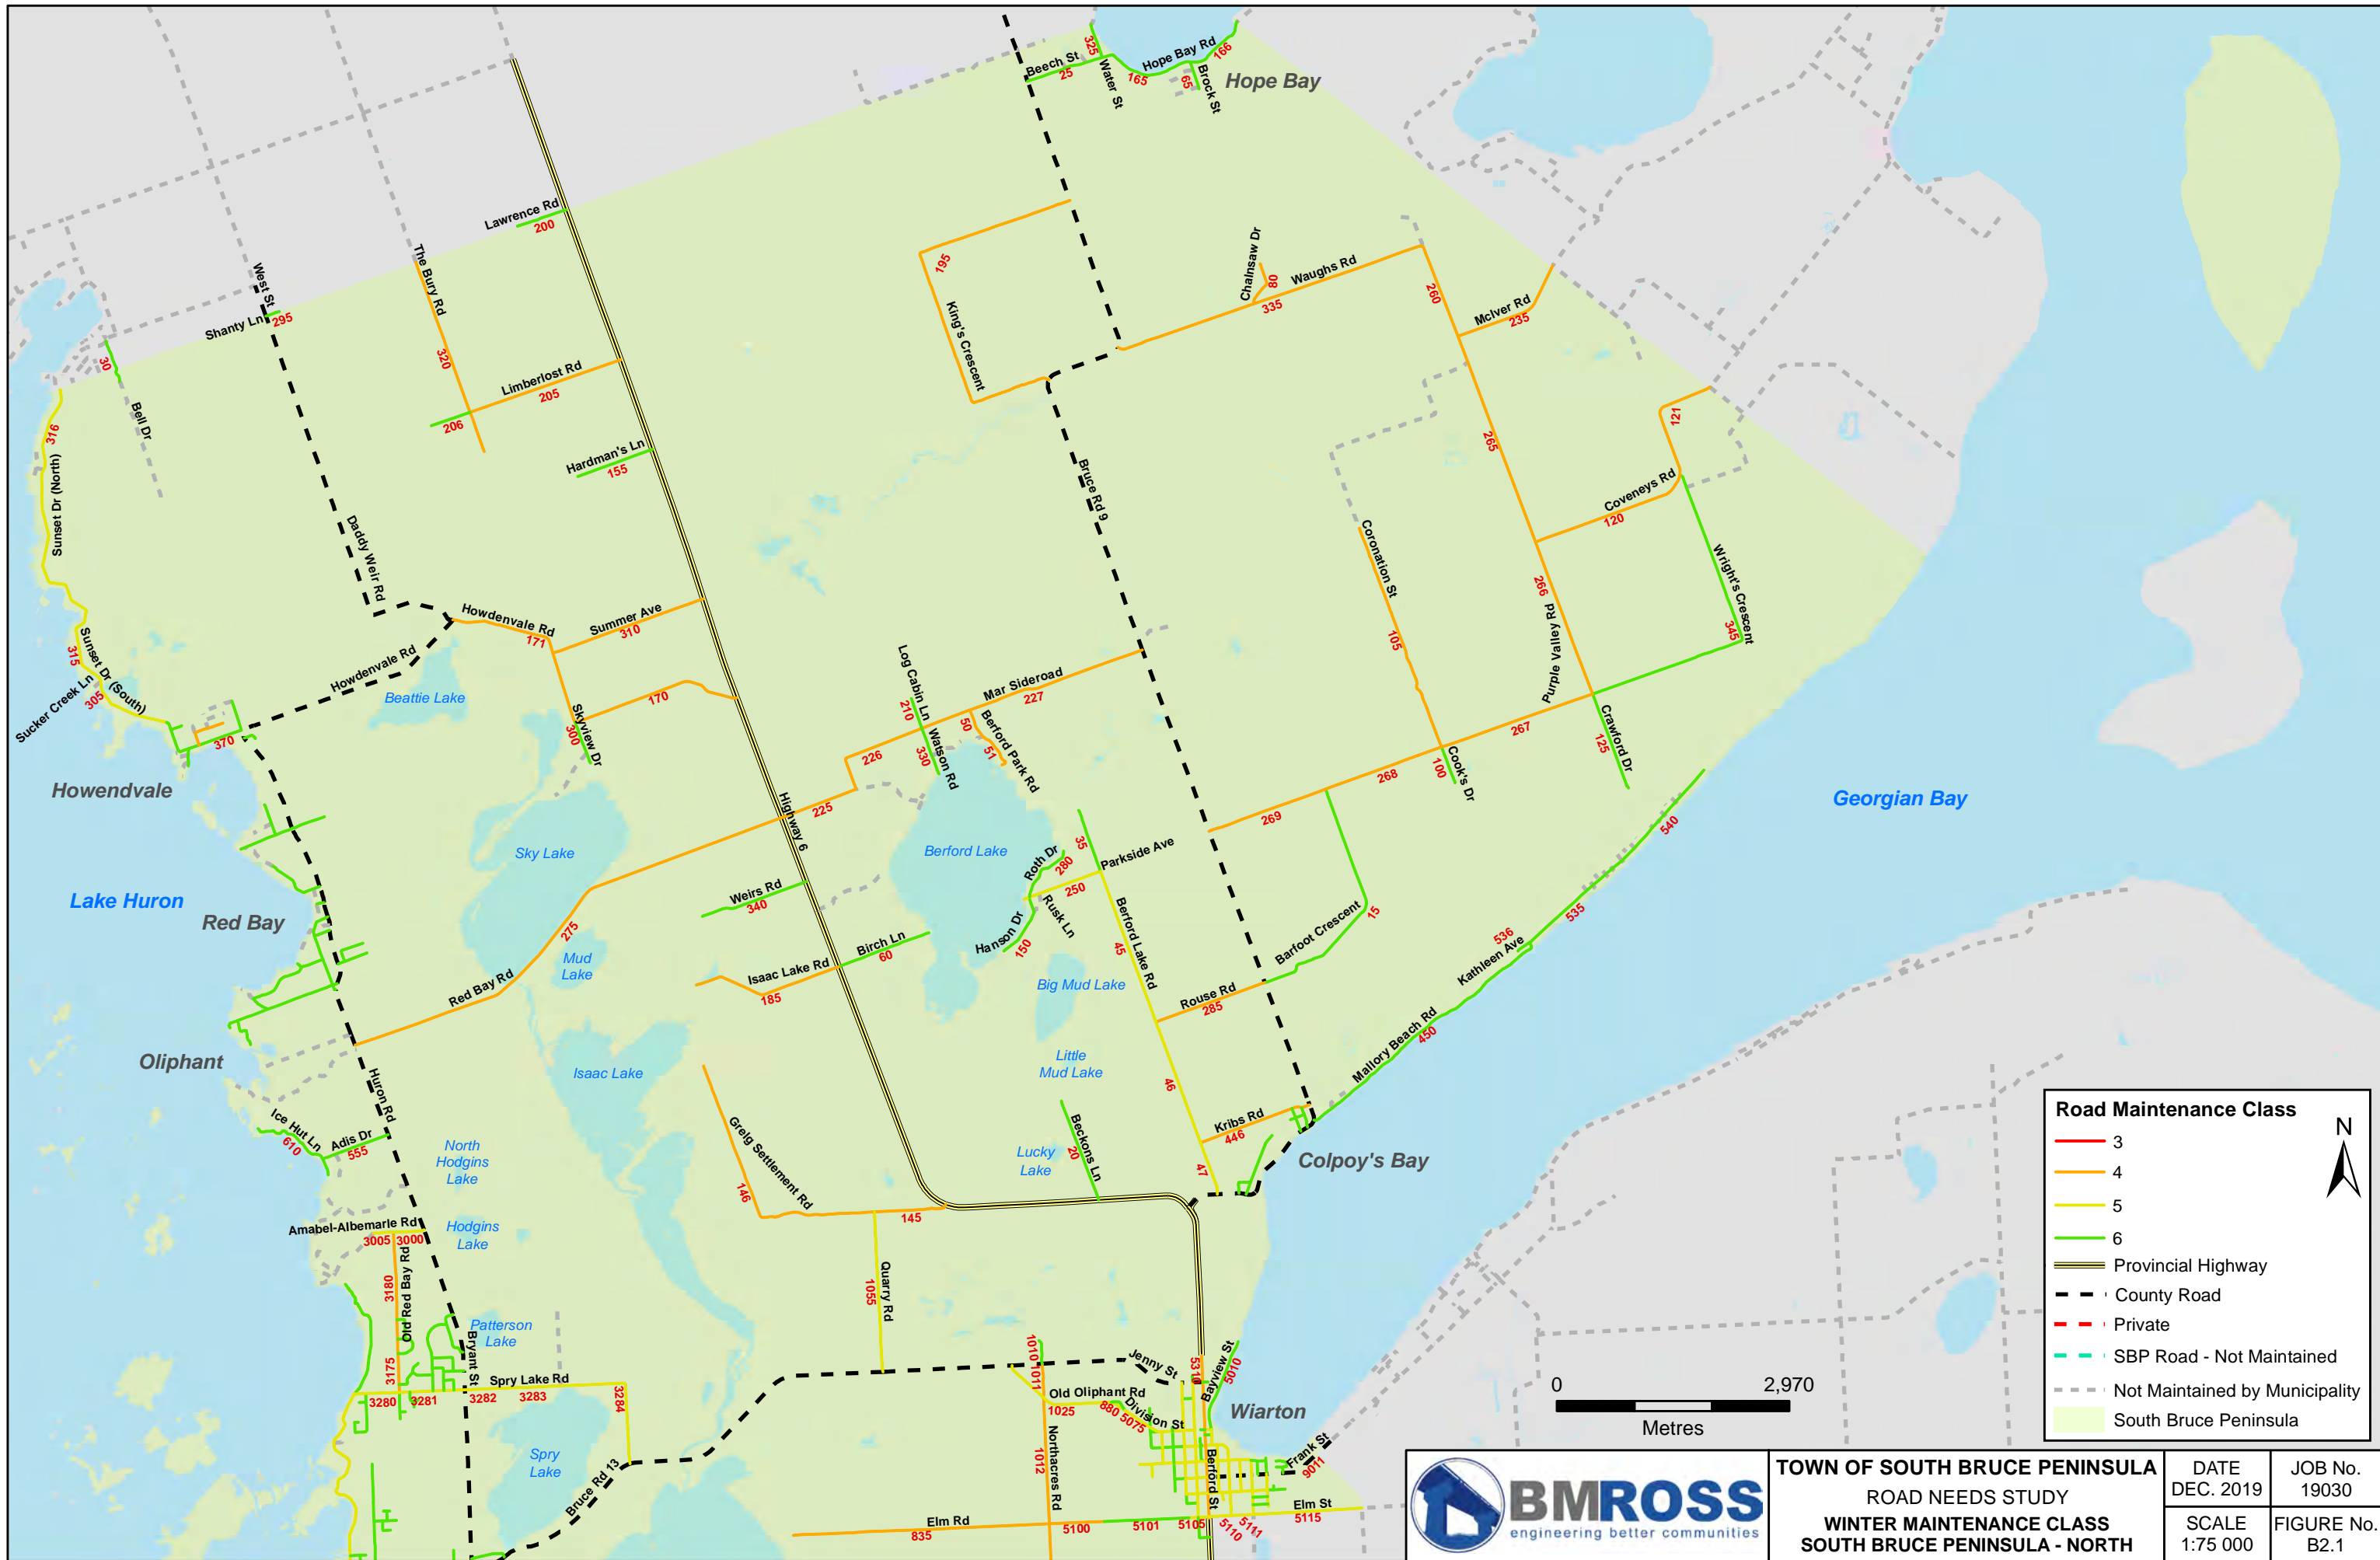 Beech St
25
325
Water St
165
Hope Bay Rd
166
65
Brock St
Hope Bay
Lawrence Rd
200
West St
Shanty Ln
295
The Bury Rd
320
30
Bell Dr
Limberlost Rd
205
206
Hardman's Ln
155
195
King's Crescent
Chainsaw Dr
80
Waughs Rd
335
260
McIver Rd
235
316
Sunset Dr (North)
265
121
Coveneys Rd
120
Bruce Rd 9
Daddy Weir Rd
Coronation St
105
266
Purple Valley Rd
Wright's Crescent
345
Howdenvale Rd
171
Summer Ave
310
Howdenvale Rd
Beattie Lake
170
Skyview Dr
300
315
Sunset Dr (South)
Sucker Creek Ln
305
370
Howendvale
Log Cabin Ln
210
Mar Sideroad
227
50
51
Berford Park Rd
226
330
Watson Rd
267
268
269
Cook's Dr
100
Crawford Dr
125
Georgian Bay
Highway 6
225
Sky Lake
Berford Lake
Lake Huron
Red Bay
Weirs Rd
340
Roth Dr
280
35
Parkside Ave
250
Rusk Ln
Hanson Dr
150
Berford Lake Rd
45
Barfoot Crescent
15
540
535
536
Kathleen Ave
275
Mud
Lake
Red Bay Rd
Isaac Lake Rd
185
Birch Ln
60
Big Mud Lake
Rouse Rd
285
Mallory Beach Rd
450
Oliphant
Isaac Lake
Little
Mud Lake
46
Huron Rd
Ice Hut Ln
610
Adis Dr
555
North
Hodgins
Lake
Greig Settlement Rd
146
145
Lucky
Lake
Beckons Ln
20
Kribs Rd
446
47
Colpoy's Bay
Amabel-Albemarle Rd
3005
3000
Hodgins
Lake
3180
Old Red Bay Rd
3175
Patterson
Lake
Bryant St
Quarry Rd
1055
Spry Lake Rd
3280
3281
3282
3283
3284
Spry
Lake
Bruce Rd 13
1010
1011
Jenny St
5310
Bayview St
5010
Old Oliphant Rd
1025
880
5075
Division St
Wiarton
Northacres Rd
1012
Berford St
Frank St
9011
Elm Rd
835
5100
5101
5105
5110
5111
Elm St
5115
Road Maintenance Class
3
4
5
6
Provincial Highway
County Road
Private
SBP Road - Not Maintained
Not Maintained by Municipality
South Bruce Peninsula
N
0
2,970
Metres
BMROSS
engineering better communities
TOWN OF SOUTH BRUCE PENINSULA
ROAD NEEDS STUDY
WINTER MAINTENANCE CLASS
SOUTH BRUCE PENINSULA - NORTH
DATE
DEC. 2019
JOB No.
19030
SCALE
1:75 000
FIGURE No.
B2.1